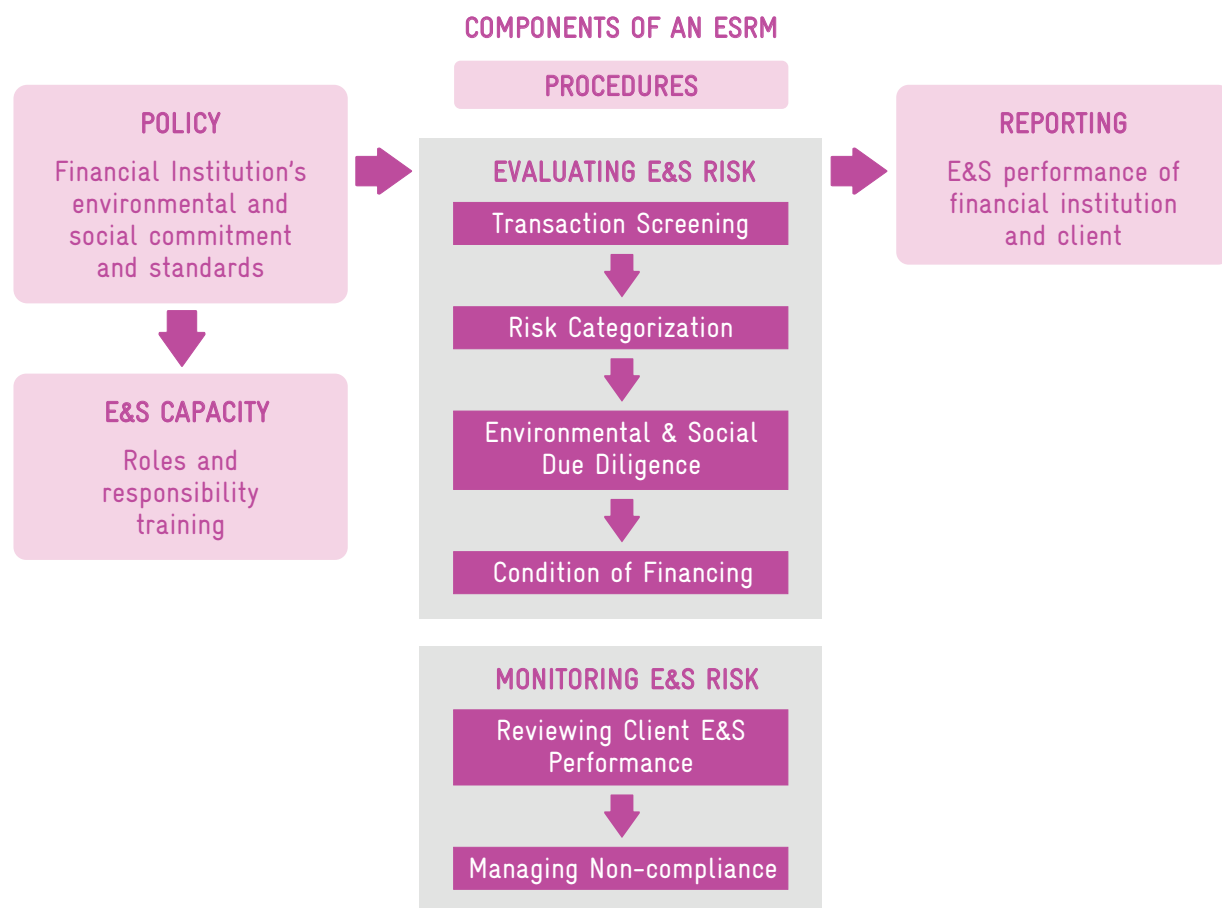 COMPONENTS OF AN ESRM
PROCEDURES
POLICY
Financial Institution's
environmental and
social commitment
and standards
E&S CAPACITY
Roles and
responsibility
training
EVALUATING E&S RISK
Transaction Screening
Risk Categorization
Environmental & Social
Due Diligence
Condition of Financing
MONITORING E&S RISK
Reviewing Client E&S
Performance
Managing Non-compliance
REPORTING
E&S performance of
financial institution
and client